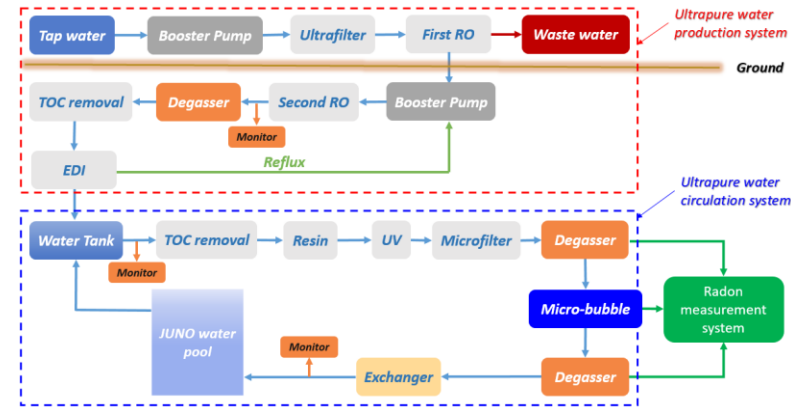 Ultrapure water
production system
Tap water
Booster Pump
Ultrafilter
First RO
Waste water
Ground
TOC removal
Degasser
Second RO
Booster Pump
Monitor
Reflux
EDI
Ultrapure water
circulation system
Water Tank
TOC removal
Resin
UV
Microfilter
Degasser
Monitor
Radon
measurement
system
Micro-bubble
JUNO water
pool
Monitor
Exchanger
Degasser